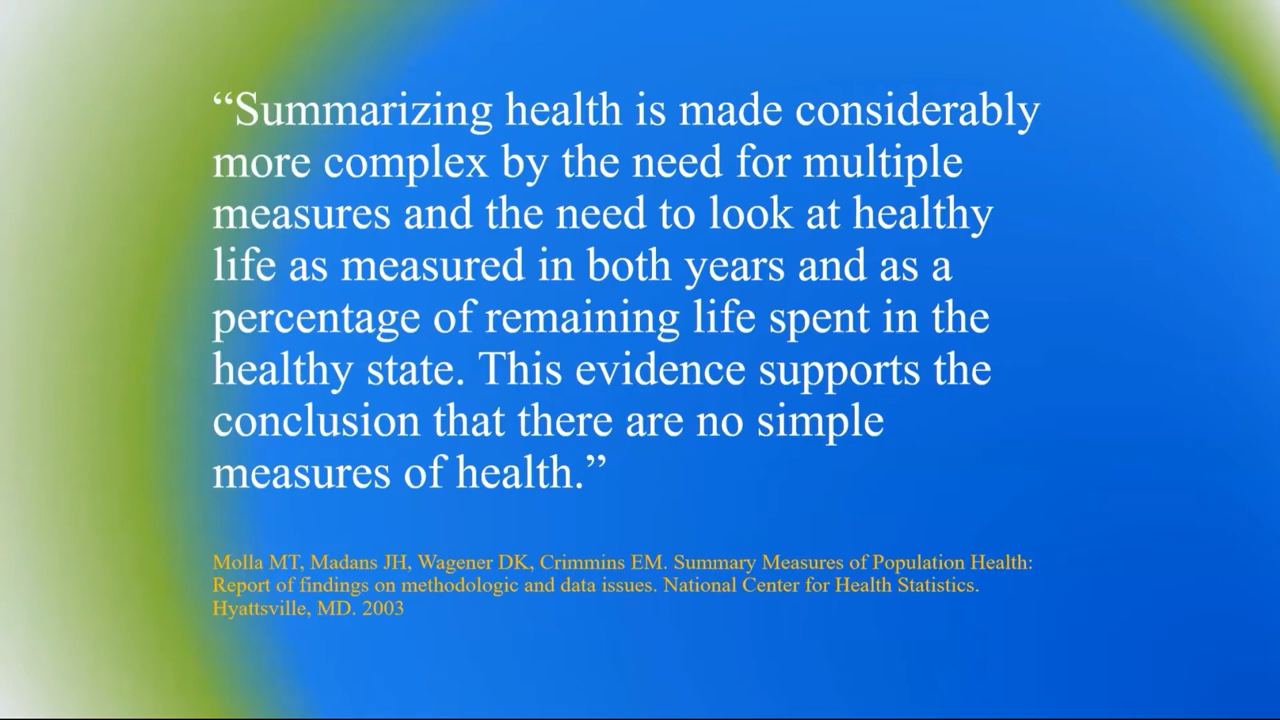 “Summarizing health is made considerably
more complex by the need for multiple
measures and the need to look at healthy
life as measured in both years and as a
percentage of remaining life spent in the
healthy state. This evidence supports the
conclusion that there are no simple
measures of health.”
Molla MT, Madans JH, Wagener DK, Crimmins EM. Summary Measures of Population Health:
Report of findings on methodologic and data issues. National Center for Health Statistics.
Hyattsville, MD. 2003